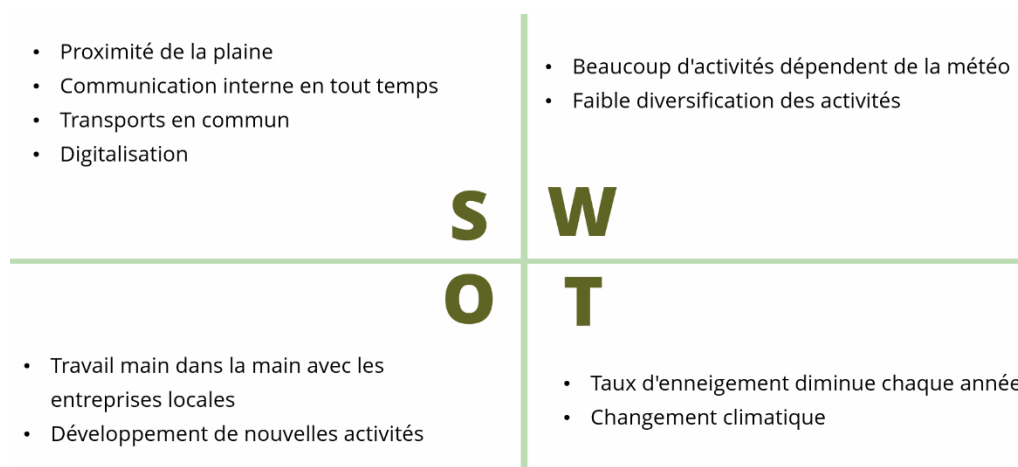 • Proximité de la plaine
• Communication interne en tout temps
• Transports en commun
• Digitalisation
S
• Beaucoup d'activités dépendent de la météo
• Faible diversification des activités
W
O
• Travail main dans la main avec les
entreprises locales
• Développement de nouvelles activités
T
• Taux d'enneigement diminue chaque année
• Changement climatique